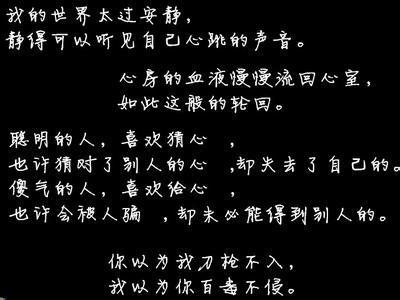 我的世界太过安静，
静得可以听见自己心跳的声音。
心房的血液慢慢流回心室，
如此这般的轮回。
聪明的人，喜欢猜心 ，
也许猜对了别人的心 ,却失去了自己的。
傻气的人，喜欢给心 ，
也许会被人骗 ,却未必能得到别人的。
你以为我刀枪不入，
我以为你百毒不侵。